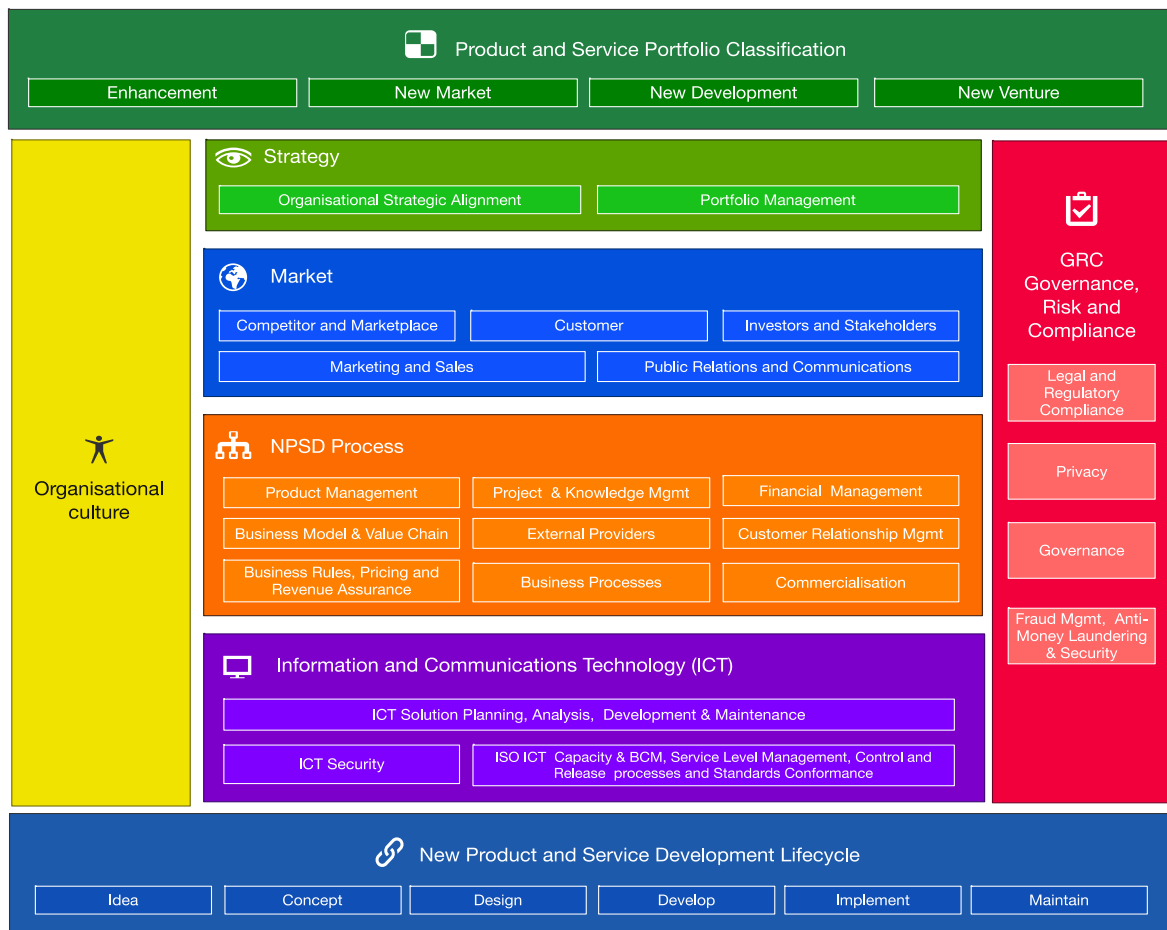 Product and Service Portfolio Classification
Enhancement
New Market
New Development
New Venture
Organisational
culture
Strategy
Organisational Strategic Alignment
Portfolio Management
Market
Competitor and Marketplace
Customer
Investors and Stakeholders
Marketing and Sales
Public Relations and Communications
NPSD Process
Product Management
Project & Knowledge Mgmt
Financial Management
Business Model & Value Chain
External Providers
Customer Relationship Mgmt
Business Rules, Pricing and
Revenue Assurance
Business Processes
Commercialisation
Information and Communications Technology (ICT)
ICT Solution Planning, Analysis, Development & Maintenance
ICT Security
ISO ICT Capacity & BCM, Service Level Management, Control and
Release processes and Standards Conformance
GRC
Governance,
Risk and
Compliance
Legal and
Regulatory
Compliance
Privacy
Governance
Fraud Mgmt, Anti-
Money Laundering
& Security
New Product and Service Development Lifecycle
Idea
Concept
Design
Develop
Implement
Maintain